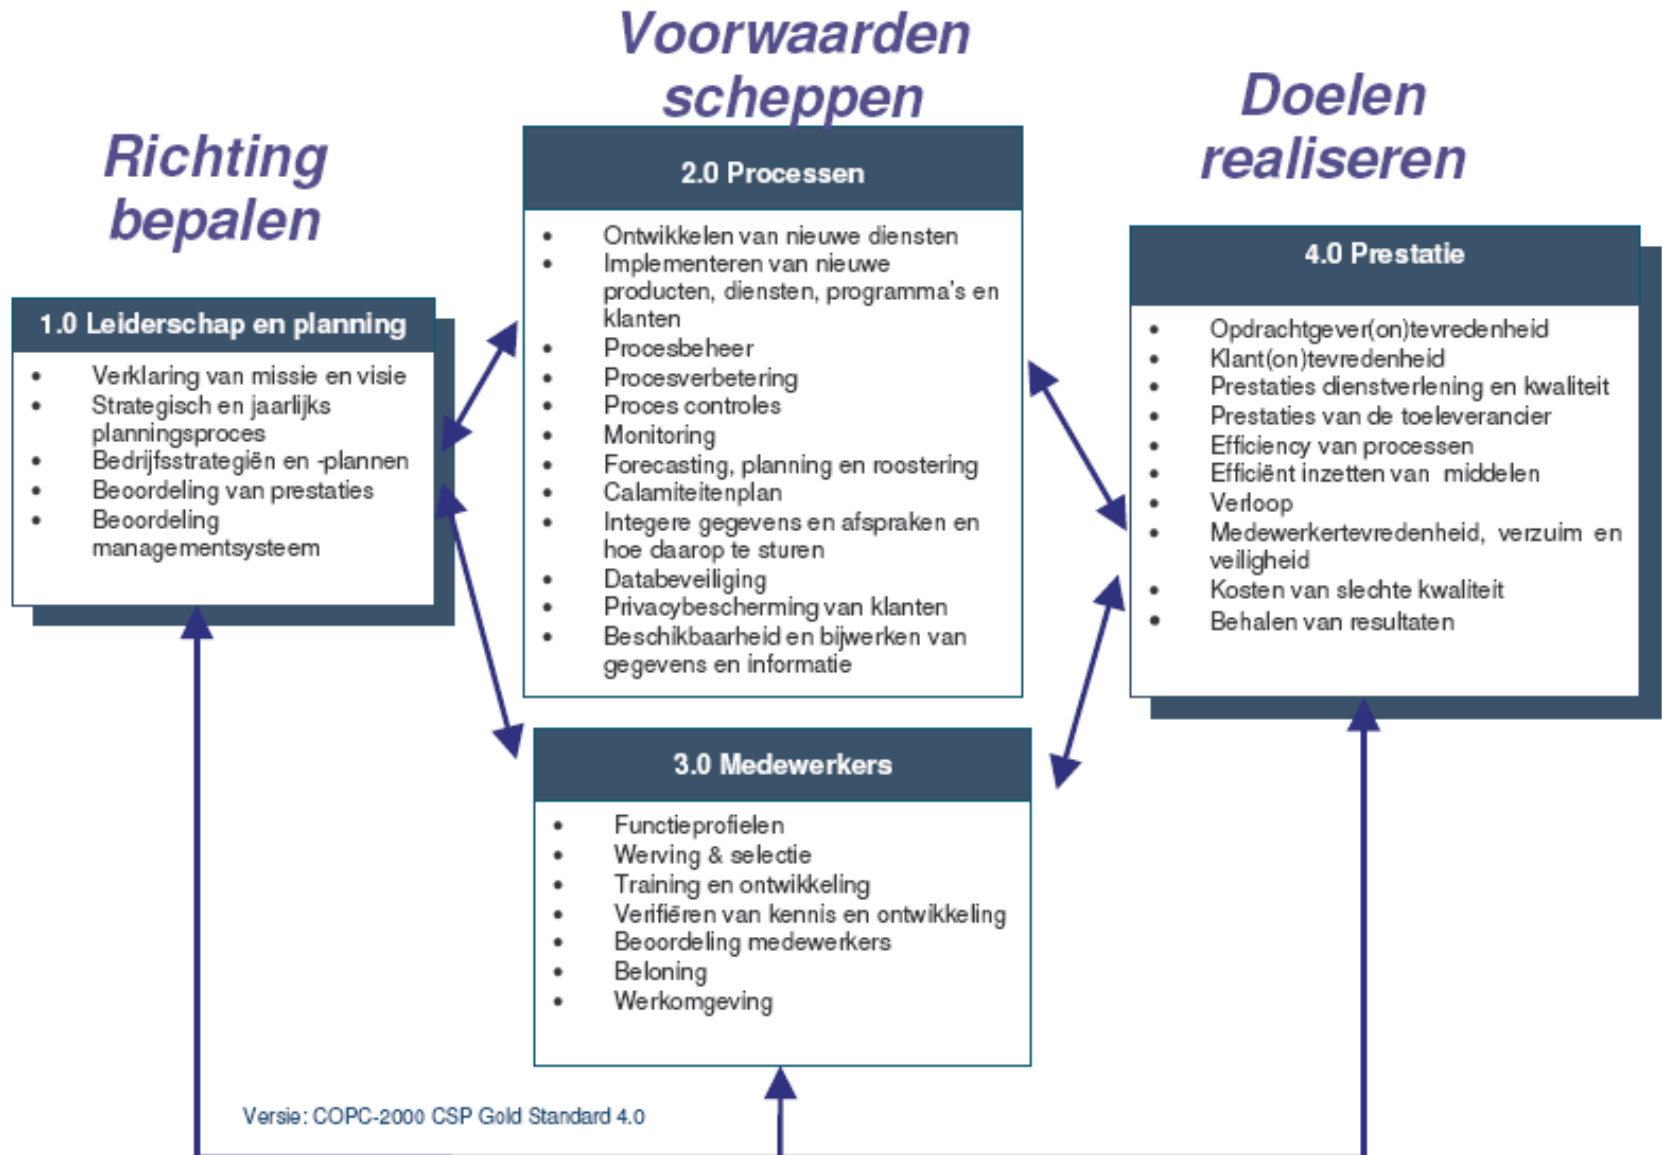 Richting
bepalen
1.0 Leiderschap en planning
• Verklaring van missie en visie
• Strategisch en jaarlijks
planningsproces
• Bedrijfsstrategiën en -plannen
• Beoordeling van prestaties
• Beoordeling
managementsysteem
Voorwaarden
scheppen
2.0 Processen
• Ontwikkelen van nieuwe diensten
• Implementeren van nieuwe
producten, diensten, programma's en
klanten
• Procesbeheer
• Procesverbetering
• Proces controles
• Monitoring
• Forecasting, planning en roostering
• Calamiteitenplan
• Integere gegevens en afspraken en
hoe daarop te sturen
• Databeveiliging
• Privacybescherming van klanten
• Beschikbaarheid en bijwerken van
gegevens en informatie
3.0 Medewerkers
• Functieprofielen
• Werving & selectie
• Training en ontwikkeling
• Verifiëren van kennis en ontwikkeling
• Beoordeling medewerkers
• Beloning
• Werkomgeving
Doelen
realiseren
4.0 Prestatie
• Opdrachtgever(on)tevredenheid
• Klant(on)tevredenheid
• Prestaties dienstverlening en kwaliteit
• Prestaties van de toeleverancier
• Efficiency van processen
• Efficiënt inzetten van middelen
• Verloop
• Medewerkertevredenheid, verzuim en
veiligheid
• Kosten van slechte kwaliteit
• Behalen van resultaten
Versie: COPC-2000 CSP Gold Standard 4.0